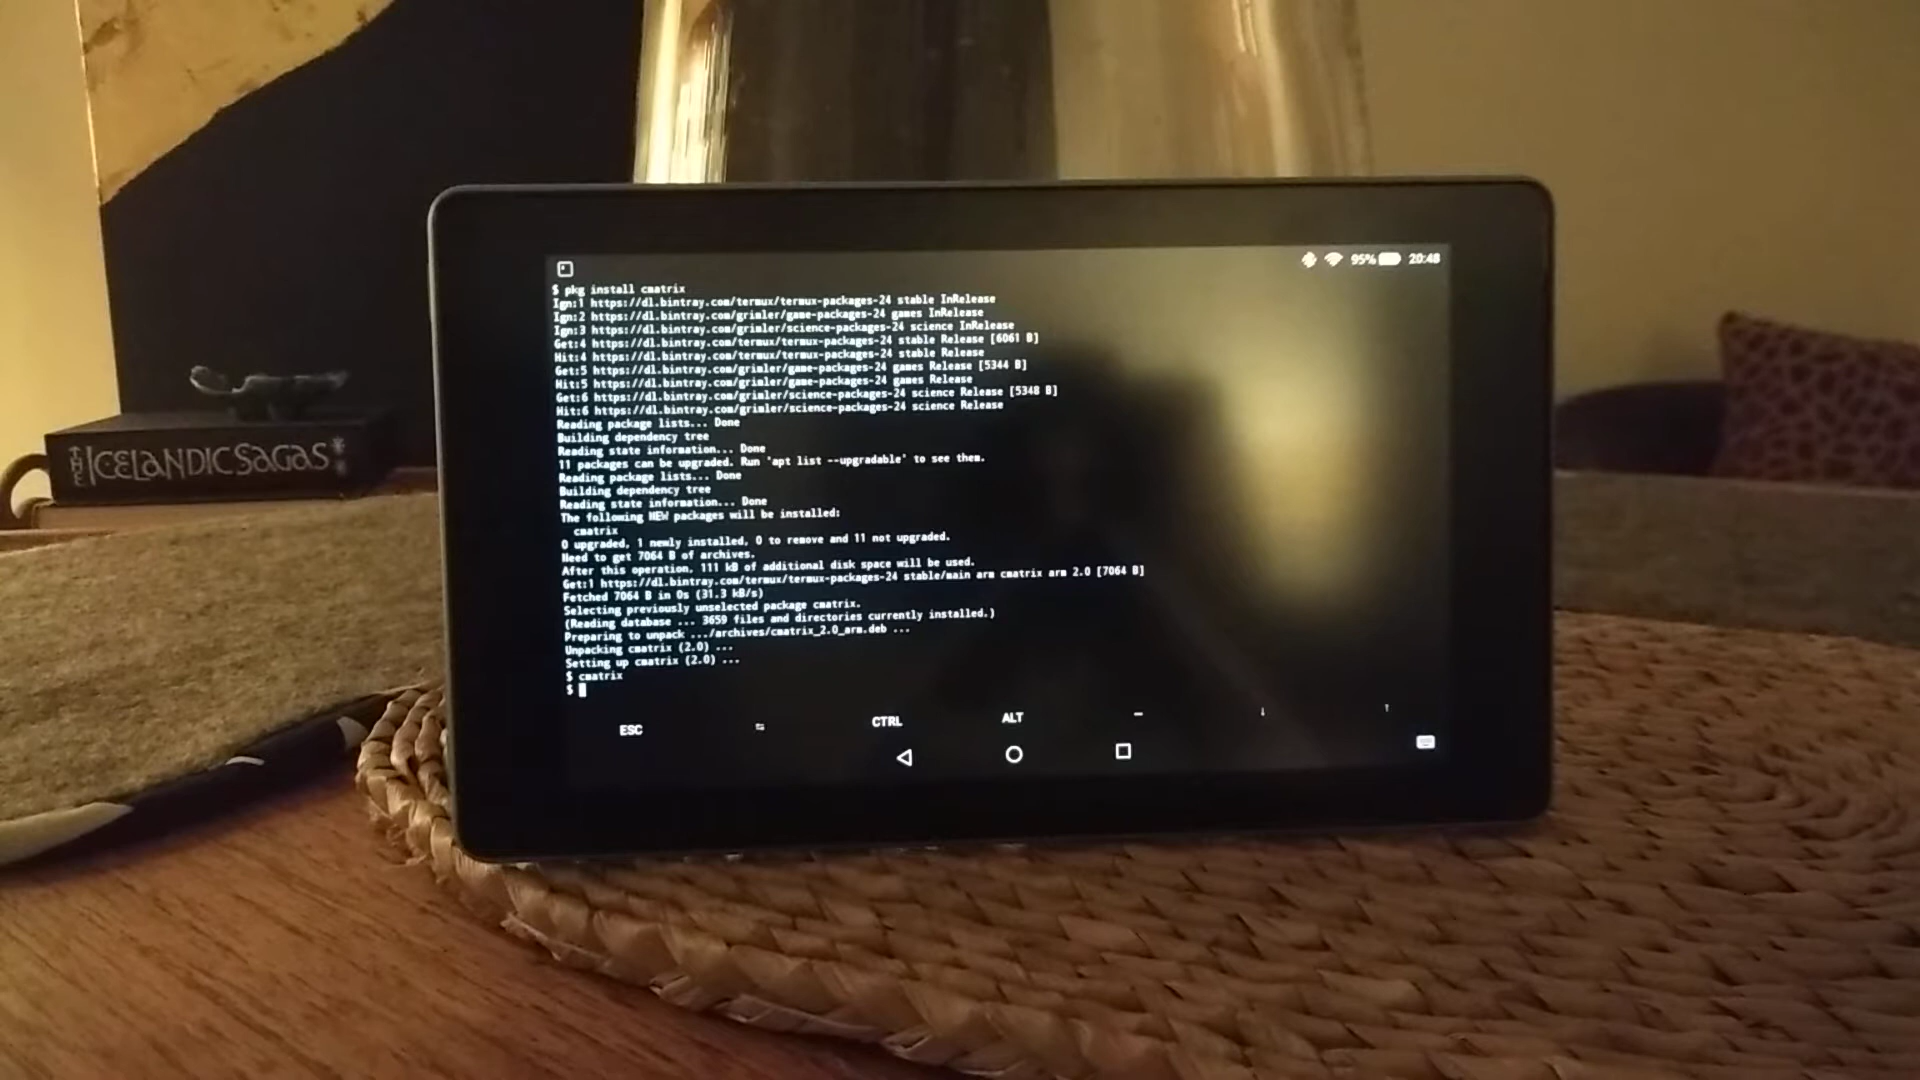 95% 20:48
$ pkg install cmatrix
Ign:1 https://dl.bintray.com/termux/termux-packages-24 stable InRelease
Ign:2 https://dl.bintray.com/grimler/game-packages-24 games InRelease
Ign:3 https://dl.bintray.com/grimler/science-packages-24 science InRelease
Get:4 https://dl.bintray.com/termux/termux-packages-24 stable Release [6061 B]
Hit:4 https://dl.bintray.com/termux/termux-packages-24 stable Release
Get:5 https://dl.bintray.com/grimler/game-packages-24 games Release [5344 B]
Hit:5 https://dl.bintray.com/grimler/game-packages-24 games Release
Get:6 https://dl.bintray.com/grimler/science-packages-24 science Release [5348 B]
Hit:6 https://dl.bintray.com/grimler/science-packages-24 science Release
Reading package lists... Done
Building dependency tree
Reading state information... Done
11 packages can be upgraded. Run 'apt list --upgradable' to see them.
Reading package lists... Done
Building dependency tree
Reading state information... Done
The following NEW packages will be installed:
cmatrix
0 upgraded, 1 newly installed, 0 to remove and 11 not upgraded.
Need to get 7064 B of archives.
After this operation, 111 kB of additional disk space will be used.
Get:1 https://dl.bintray.com/termux/termux-packages-24 stable/main arm cmatrix arm 2.0 [7064 B]
Fetched 7064 B in 0s (31.3 kB/s)
Selecting previously unselected package cmatrix.
(Reading database ... 3659 files and directories currently installed.)
Preparing to unpack .../archives/cmatrix_2.0_arm.deb ...
Unpacking cmatrix (2.0) ...
Setting up cmatrix (2.0) ...
$ cmatrix
$
ESC CTRL ALT –
THE ICELANDIC SAGAS